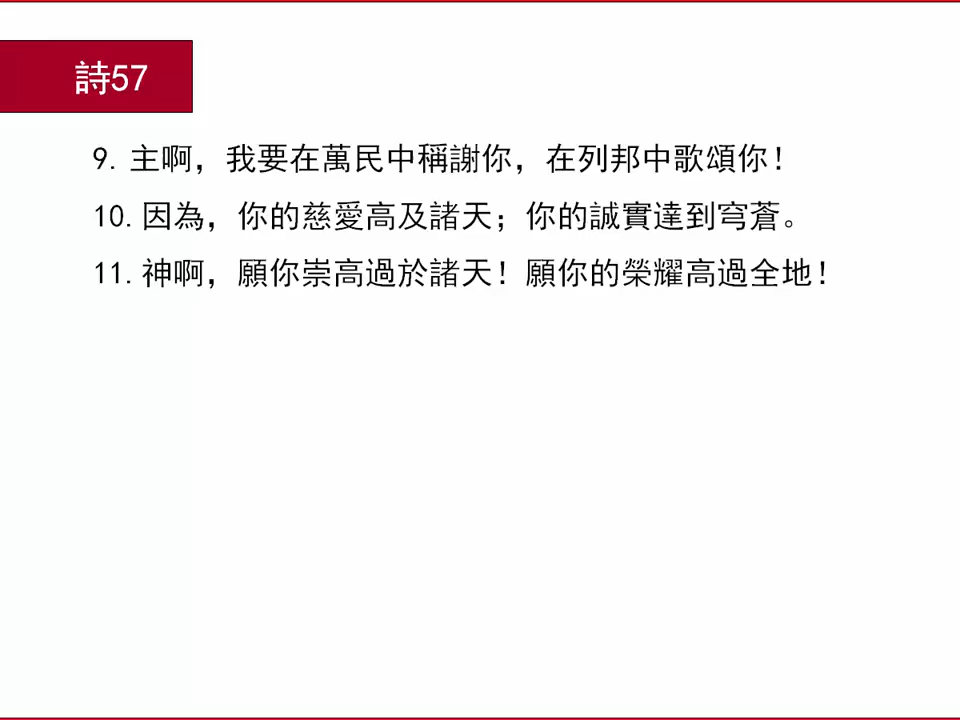 詩57
9. 主啊，我要在萬民中稱謝你，在列邦中歌頌你！
10. 因為，你的慈愛高及諸天；你的誠實達到穹蒼。
11. 神啊，願你崇高過於諸天！願你的榮耀高過全地！